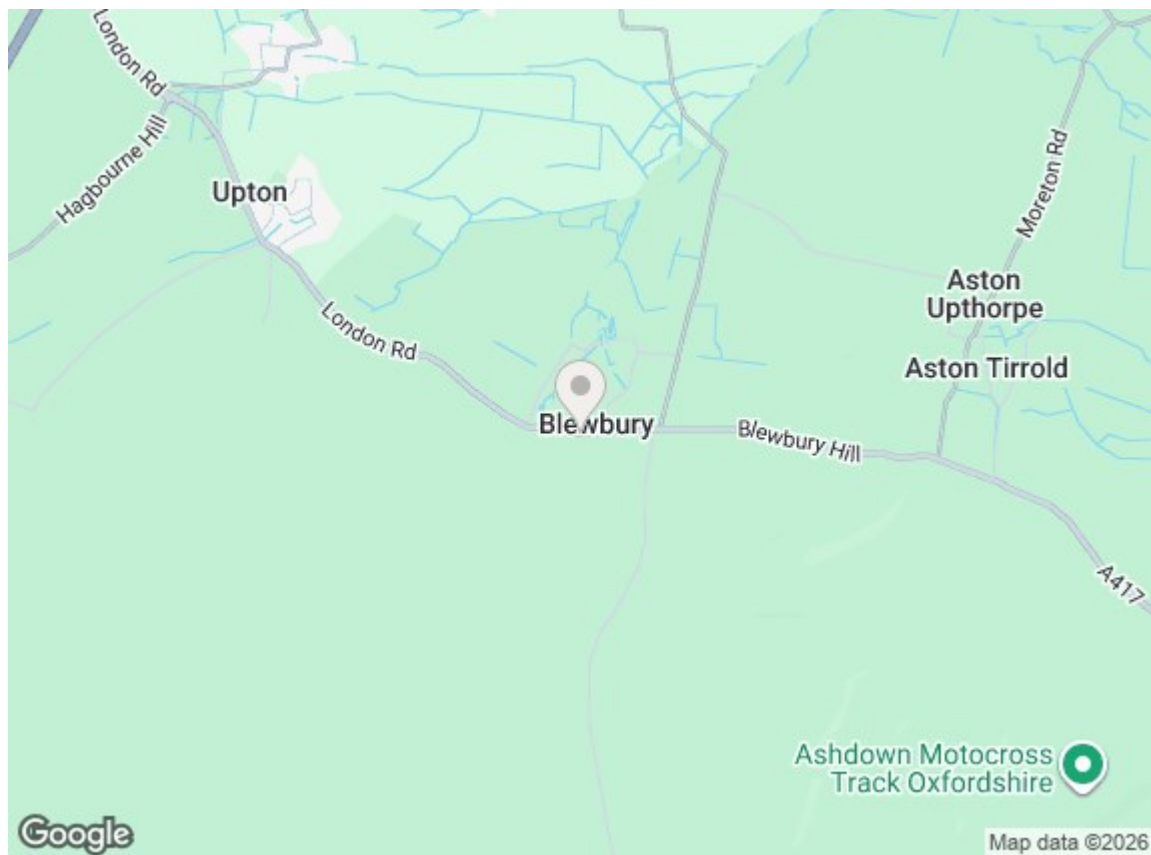 London Rd
Hagbourne Hill
Upton
Moreton Rd
Aston
Upthorpe
London Rd
Aston Tirrold
Blewbury
Blewbury Hill
A417
Ashdown Motocross
Track Oxfordshire
Google
Map data ©2026